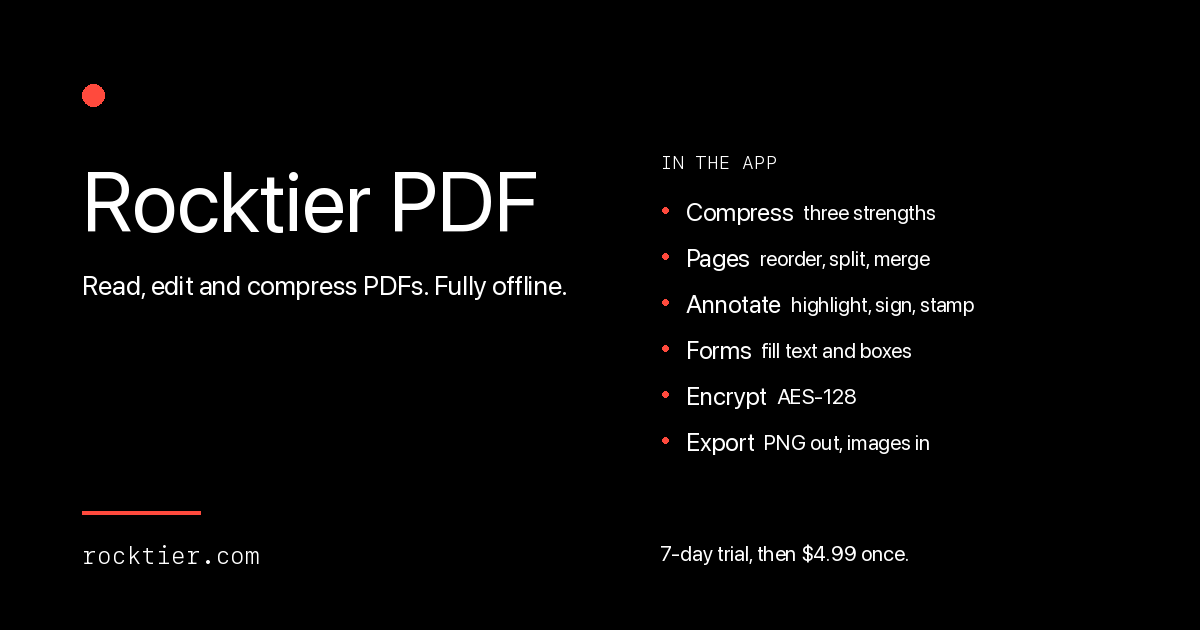 Rocktier PDF
Read, edit and compress PDFs. Fully offline.
rocktier.com
IN THE APP
Compress three strengths
Pages reorder, split, merge
Annotate highlight, sign, stamp
Forms fill text and boxes
Encrypt AES-128
Export PNG out, images in
7-day trial, then $4.99 once.